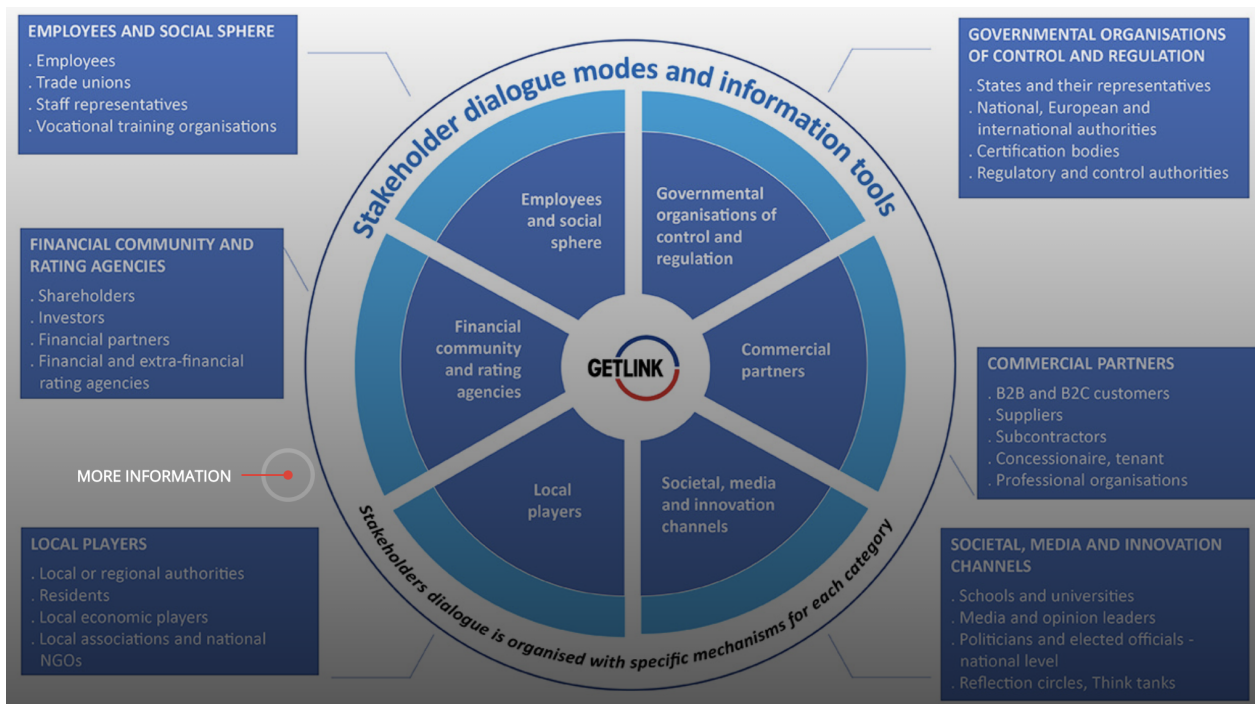 EMPLOYEES AND SOCIAL SPHERE
. Employees
. Trade unions
. Staff representatives
. Vocational training organisations
GOVERNMENTAL ORGANISATIONS
OF CONTROL AND REGULATION
. States and their representatives
. National, European and
international authorities
. Certification bodies
. Regulatory and control authorities
Stakeholder dialogue modes and information tools
Employees
and social
sphere
Governmental
organisations of
control and
regulation
FINANCIAL COMMUNITY AND
RATING AGENCIES
. Shareholders
. Investors
. Financial partners
. Financial and extra-financial
rating agencies
Financial
community
and rating
agencies
GETLINK
Commercial
partners
COMMERCIAL PARTNERS
. B2B and B2C customers
. Suppliers
. Subcontractors
. Concessionaire, tenant
. Professional organisations
MORE INFORMATION
Local
players
Societal, media
and innovation
channels
Stakeholders dialogue is organised with specific mechanisms for each category
LOCAL PLAYERS
. Local or regional authorities
. Residents
. Local economic players
. Local associations and national
NGOs
SOCIETAL, MEDIA AND INNOVATION
CHANNELS
. Schools and universities
. Media and opinion leaders
. Politicians and elected officials -
national level
. Reflection circles, Think tanks